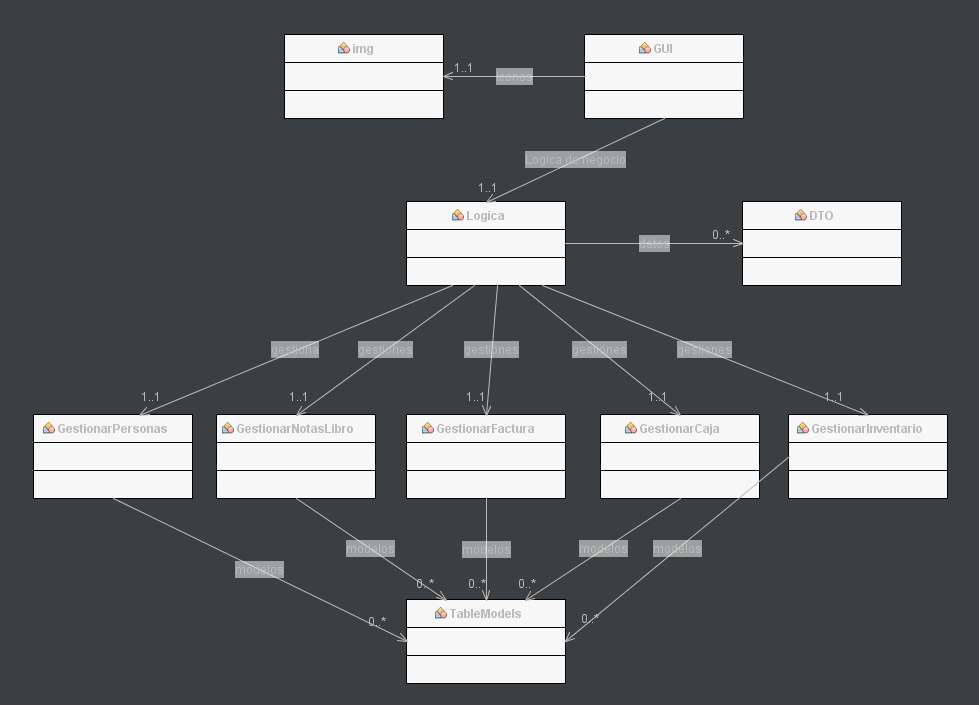 img
GUI
1..1
iconos
Logica de negocio
1..1
Logica
DTO
datos
0..*
gestiona
gestiones
gestiones
gestiones
gestiones
1..1
1..1
1..1
1..1
1..1
GestionarPersonas
GestionarNotasLibro
GestionarFactura
GestionarCaja
GestionarInventario
modelos
modelos
modelos
modelos
modelos
0..*
0..*
0..*
0..*
0..*
TableModels